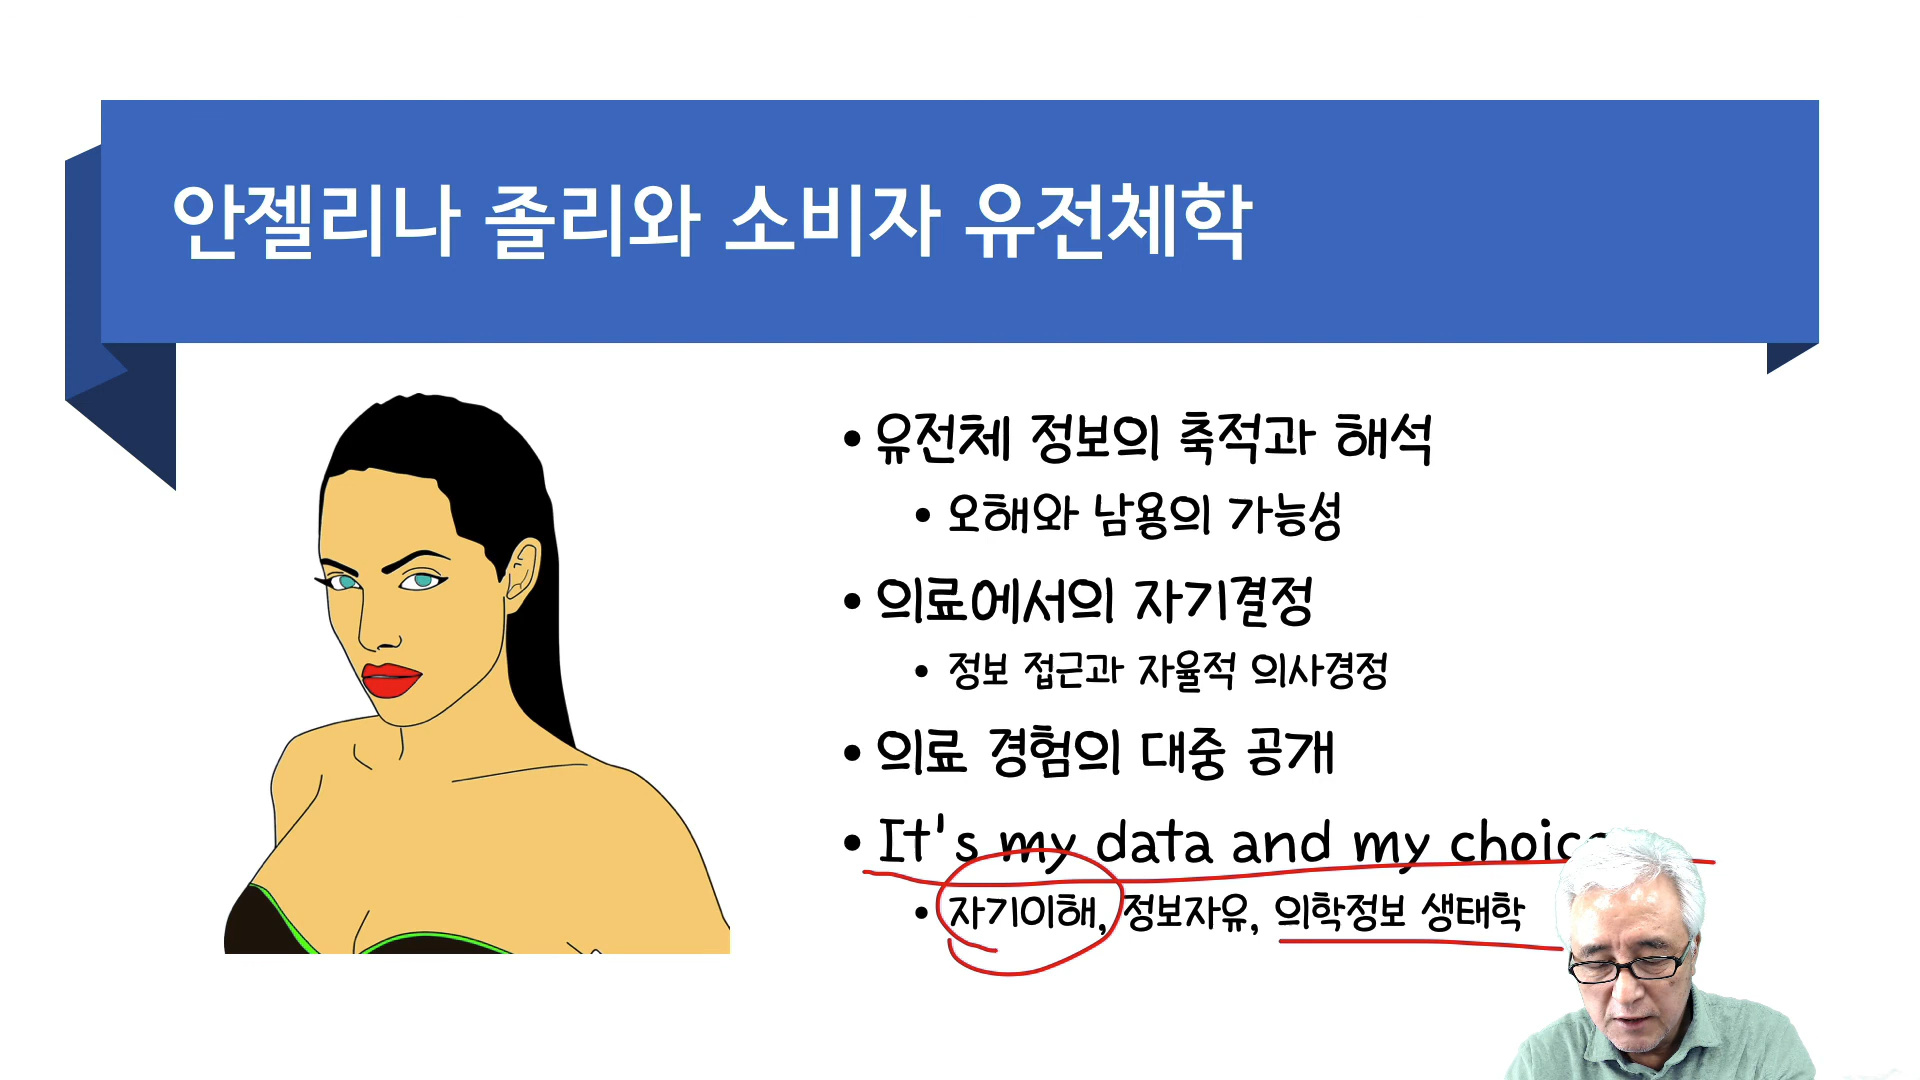 안젤리나 졸리와 소비자 유전체학
• 유전체 정보의 축적과 해석
• 오해와 남용의 가능성
• 의료에서의 자기결정
• 정보 접근과 자율적 의사경정
• 의료 경험의 대중 공개
• It's my data and my
• 자기이해, 정보자유, 의학정보 생태학